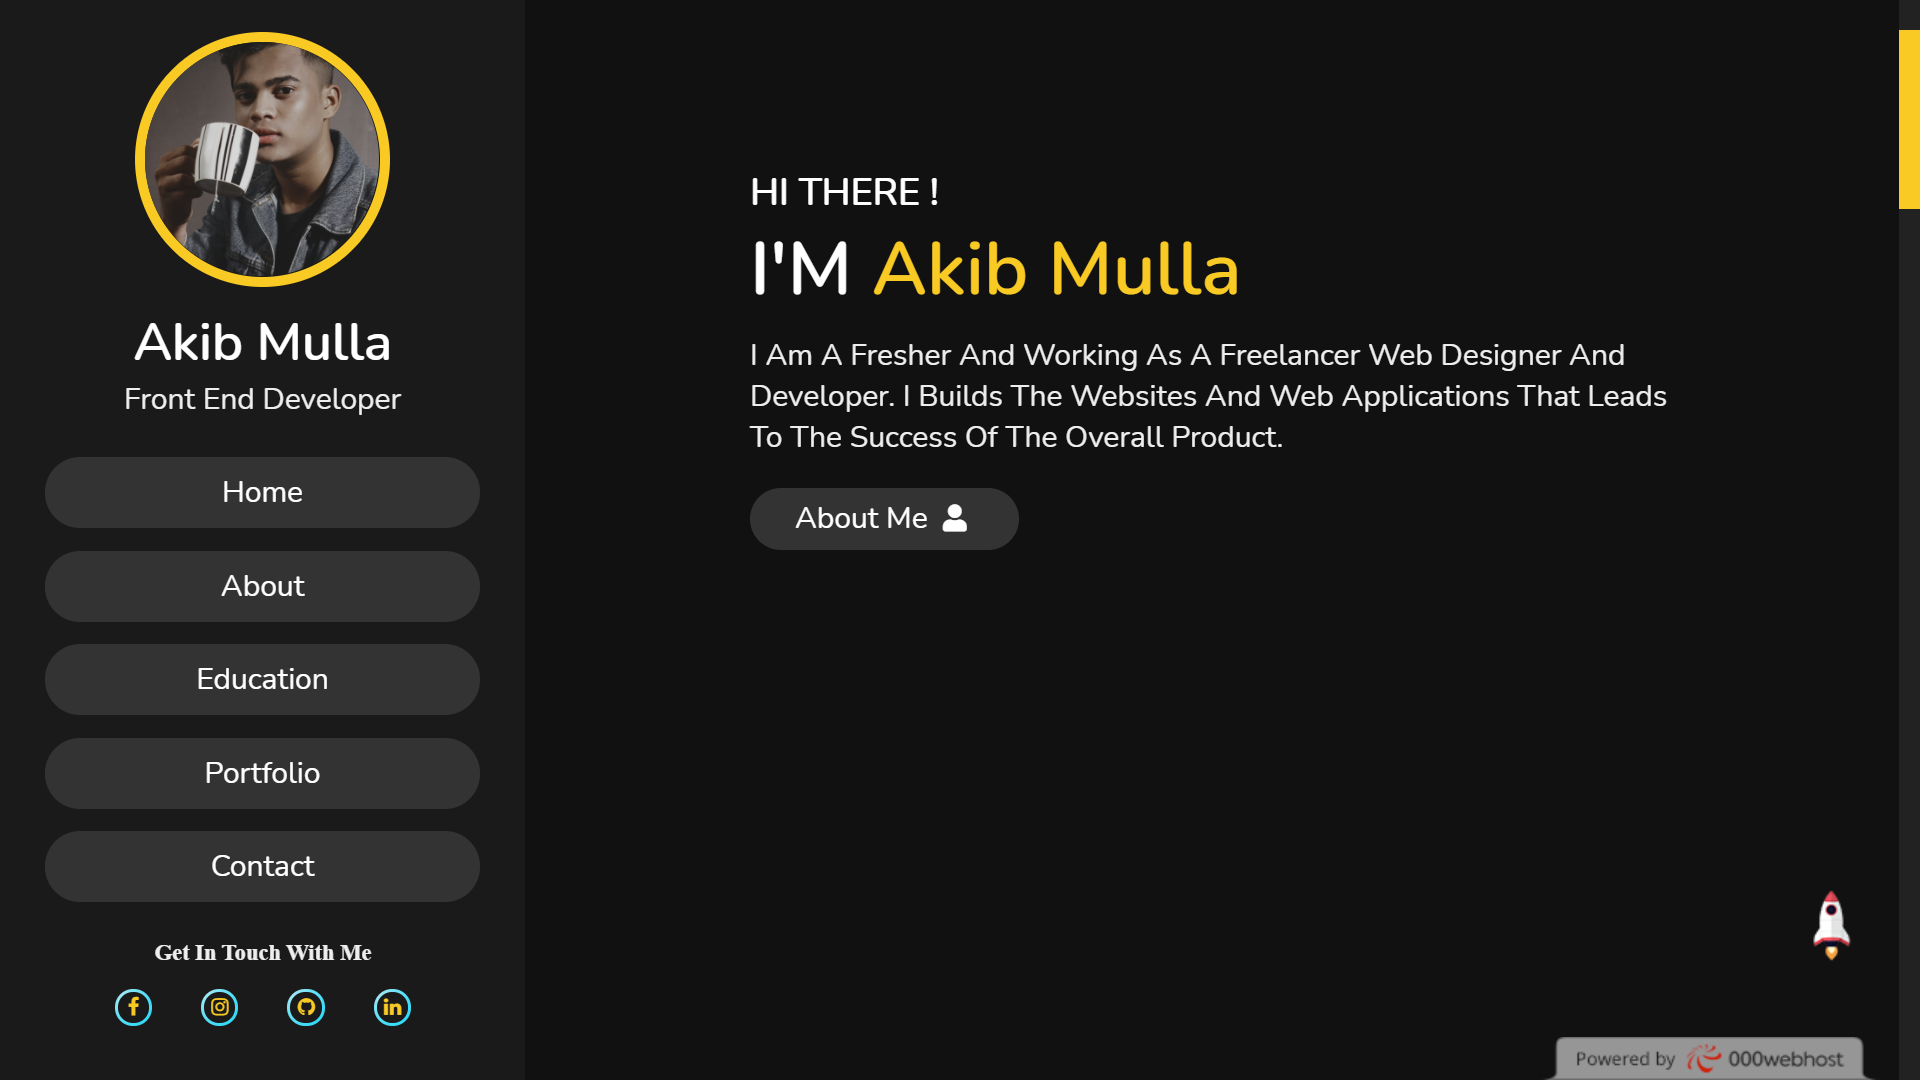 Akib Mulla
Front End Developer
Home
About
Education
Portfolio
Contact
Get In Touch With Me
HI THERE !
I'M Akib Mulla
I Am A Fresher And Working As A Freelancer Web Designer And
Developer. I Builds The Websites And Web Applications That Leads
To The Success Of The Overall Product.
About Me
Powered by 000webhost